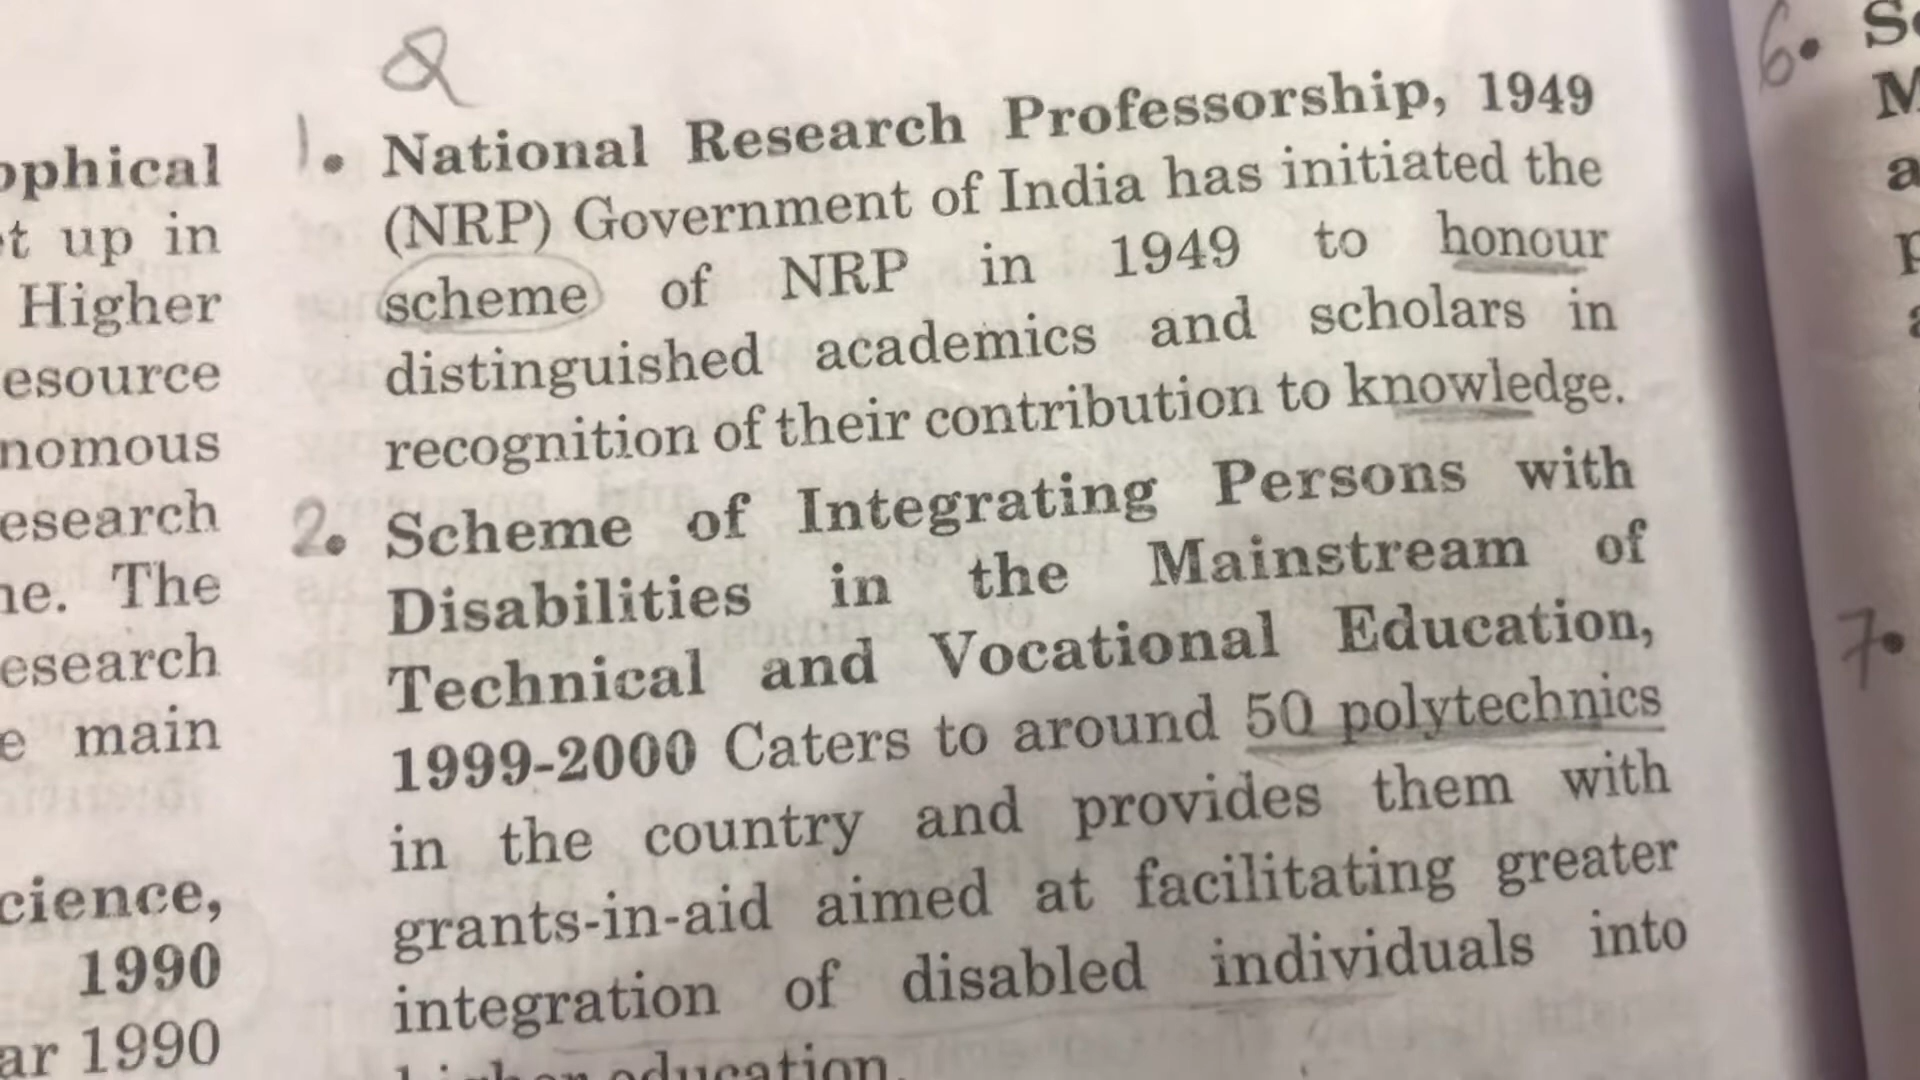 ophical
t up in
Higher
esource
nomous
esearch
ne. The
esearch
e main
cience,
1990
ar 1990
&
1. National Research Professorship, 1949
(NRP) Government of India has initiated the
scheme of NRP in 1949 to honour
distinguished academics and scholars in
recognition of their contribution to knowledge.
2. Scheme of Integrating Persons with
Disabilities in the Mainstream of
Technical and Vocational Education,
1999-2000 Caters to around 50 polytechnics
in the country and provides them with
grants-in-aid aimed at facilitating greater
integration of disabled individuals into
higher education.
6.
7.